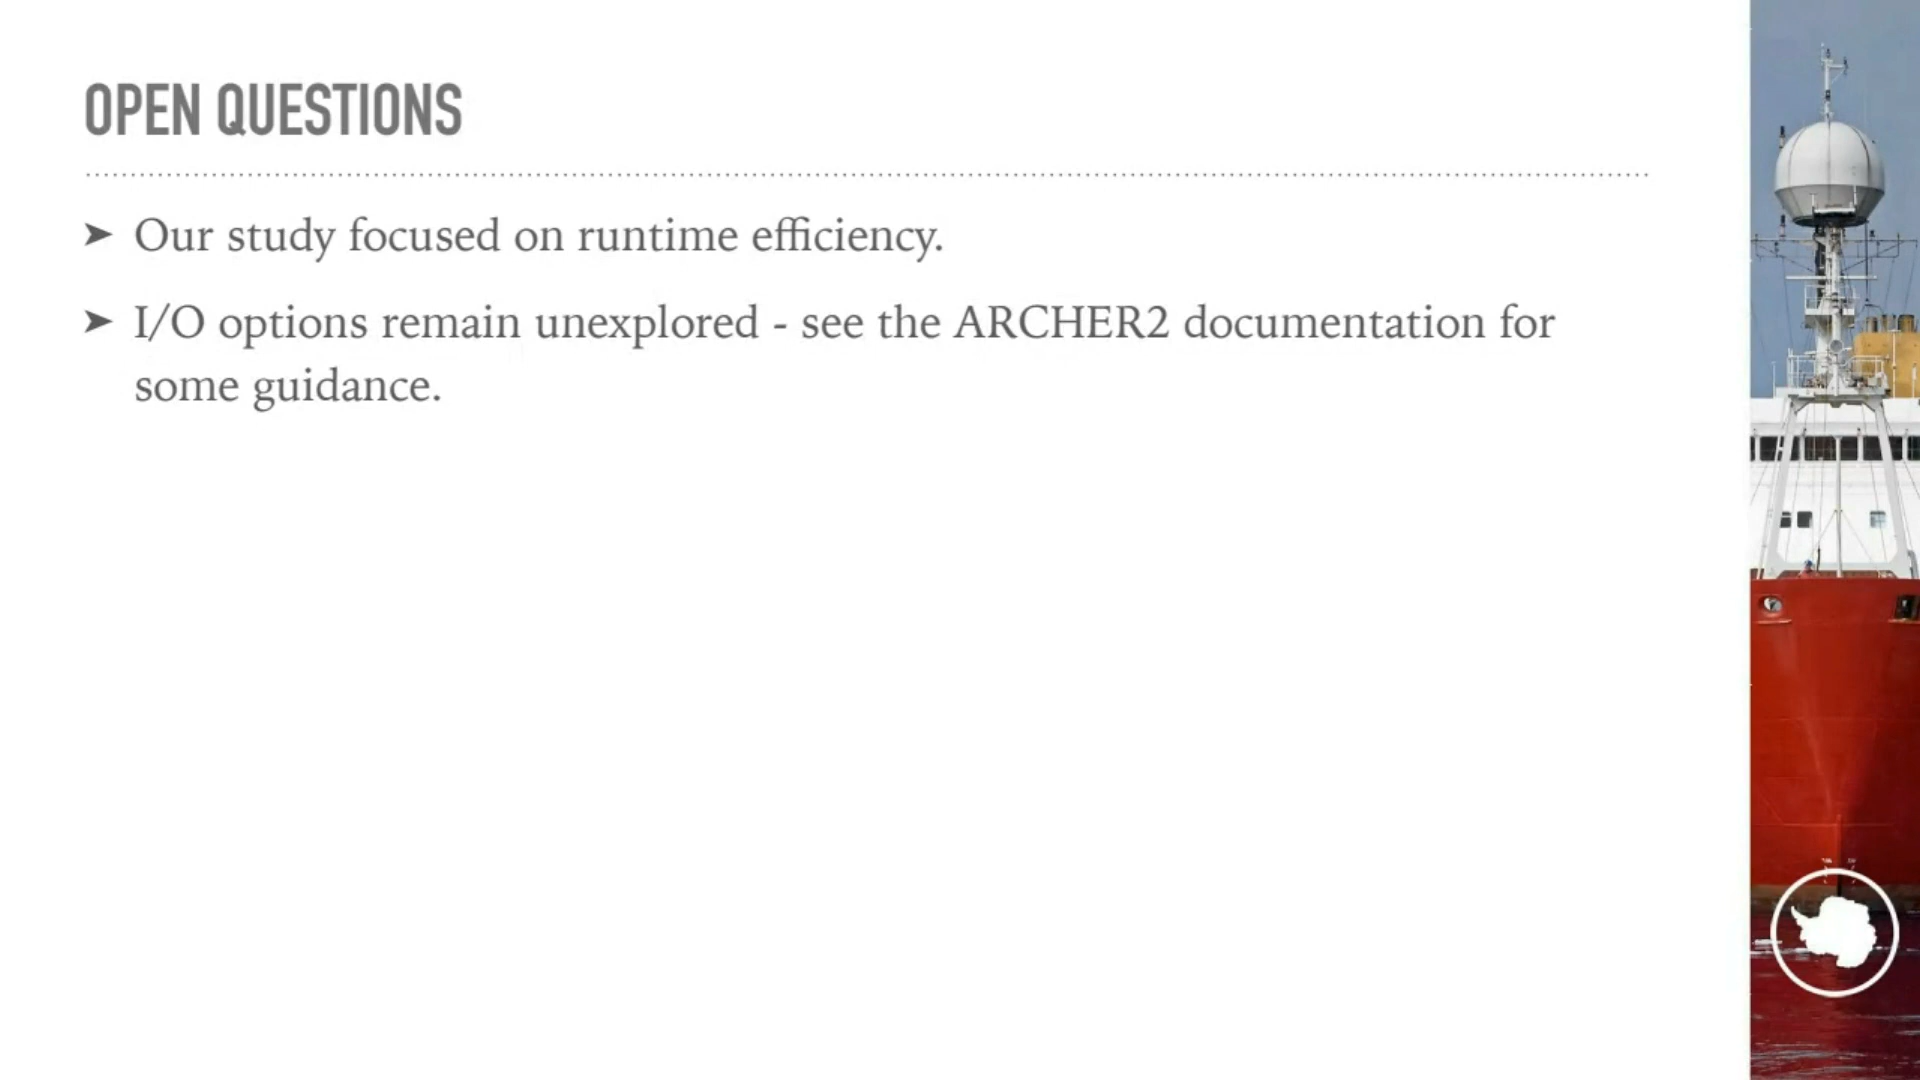 OPEN QUESTIONS
➤ Our study focused on runtime efficiency.
➤ I/O options remain unexplored - see the ARCHER2 documentation for
some guidance.